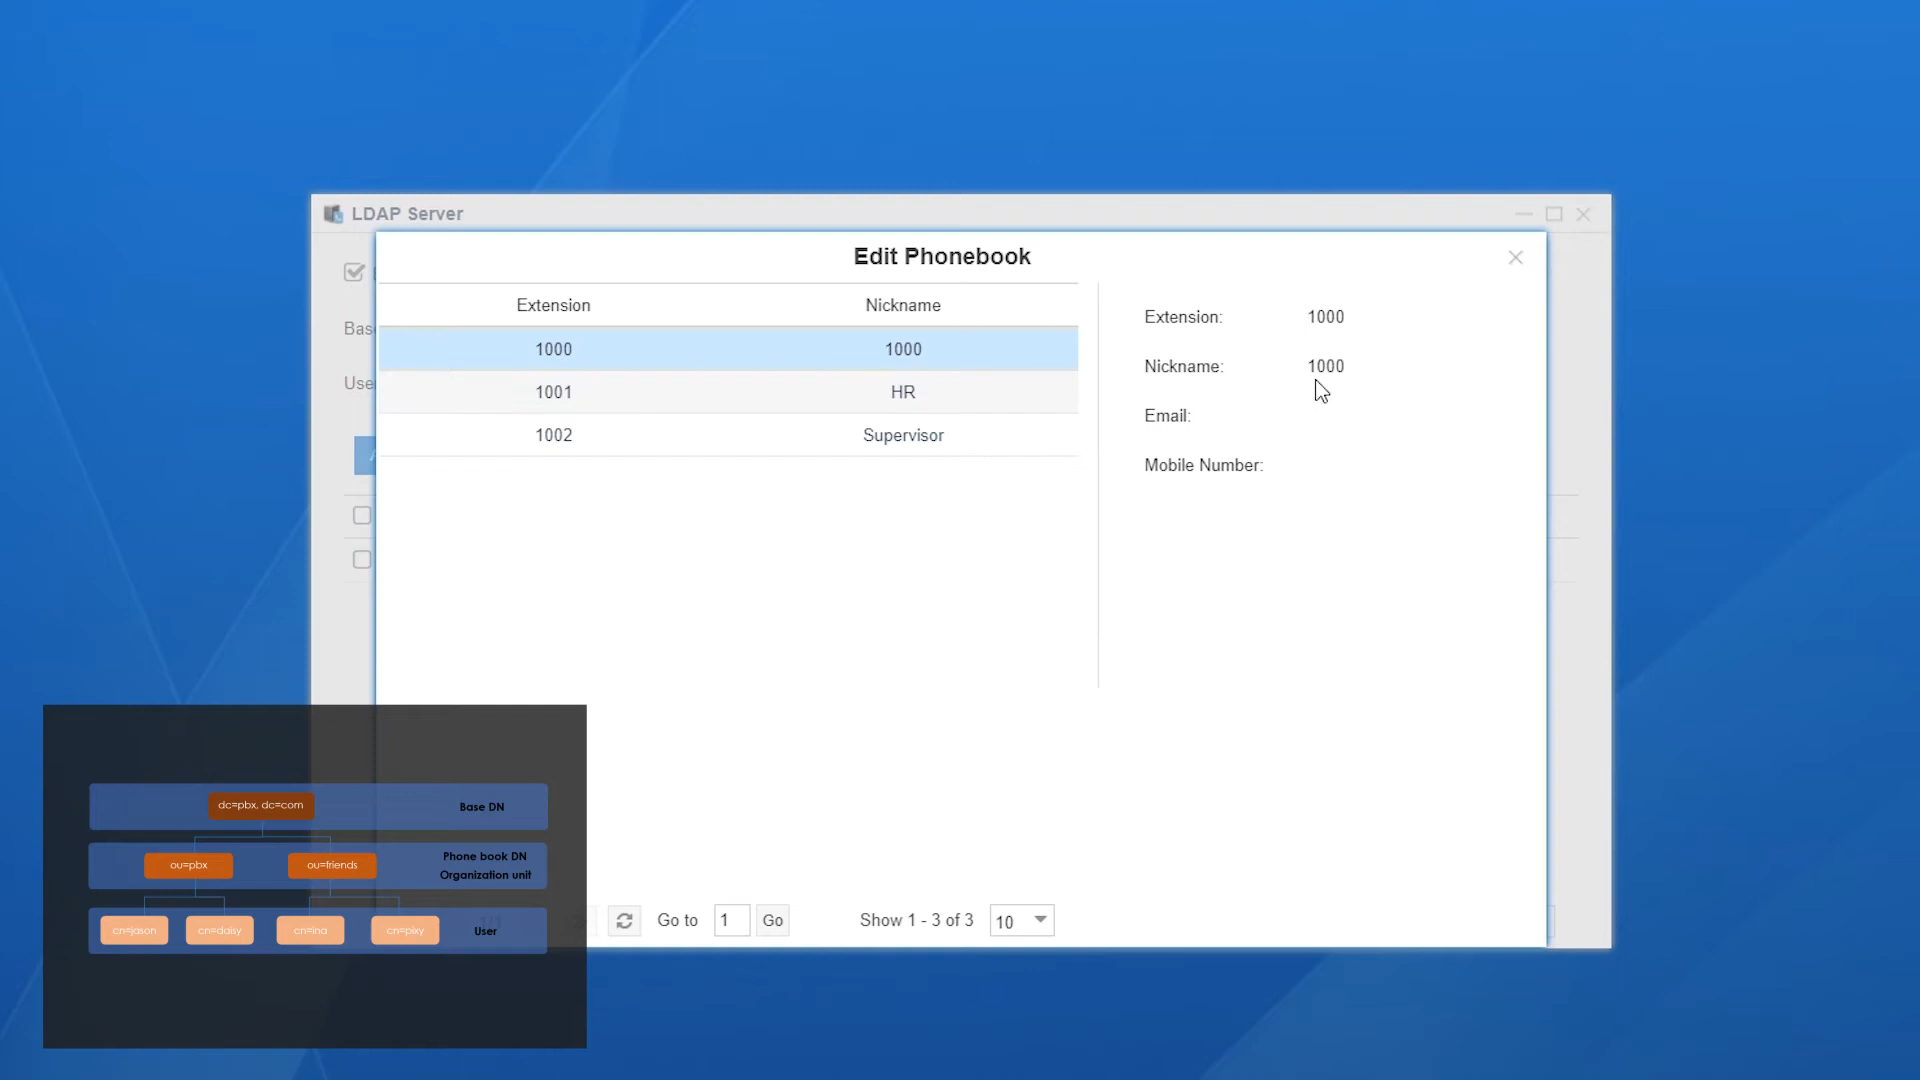 LDAP Server
Edit Phonebook
Extension Nickname
1000 1000
1001 HR
1002 Supervisor
Extension: 1000
Nickname: 1000
Email:
Mobile Number:
dc=pbx, dc=com Base DN
ou=pbx ou=friends Phone book DN
Organization unit
cn=jason cn=daisy cn=ina cn=pixy User
Go to 1 Go Show 1 - 3 of 3 10